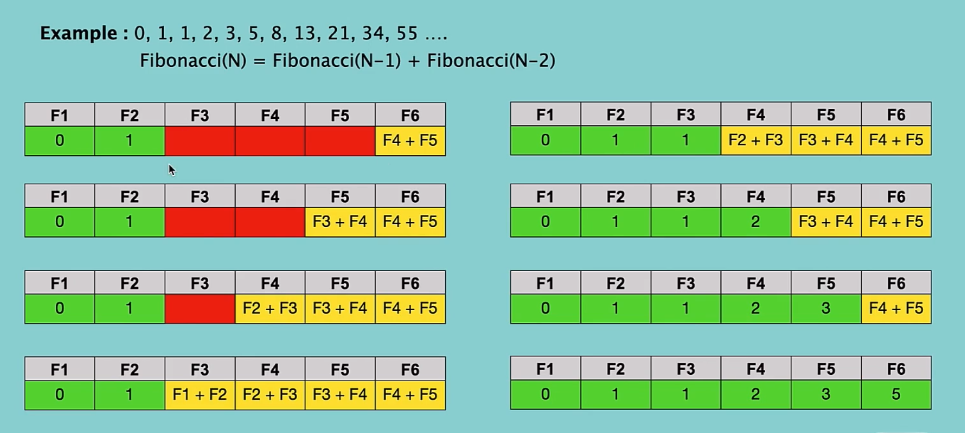 Example : 0, 1, 1, 2, 3, 5, 8, 13, 21, 34, 55 ....
Fibonacci(N) = Fibonacci(N-1) + Fibonacci(N-2)
F1 F2 F3 F4 F5 F6
0 1 F4 + F5
F1 F2 F3 F4 F5 F6
0 1 F3 + F4 F4 + F5
F1 F2 F3 F4 F5 F6
0 1 F2 + F3 F3 + F4 F4 + F5
F1 F2 F3 F4 F5 F6
0 1 F1 + F2 F2 + F3 F3 + F4 F4 + F5
F1 F2 F3 F4 F5 F6
0 1 1 F2 + F3 F3 + F4 F4 + F5
F1 F2 F3 F4 F5 F6
0 1 1 2 F3 + F4 F4 + F5
F1 F2 F3 F4 F5 F6
0 1 1 2 3 F4 + F5
F1 F2 F3 F4 F5 F6
0 1 1 2 3 5